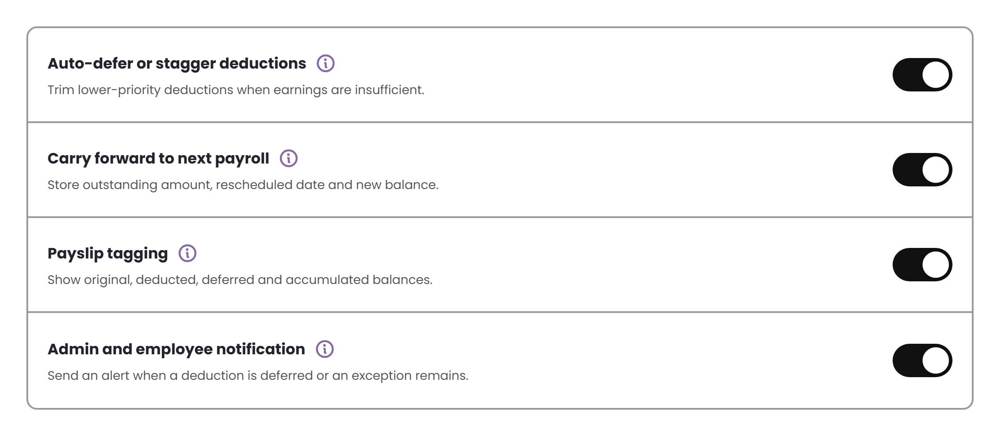 Auto-defer or stagger deductions
Trim lower-priority deductions when earnings are insufficient.
Carry forward to next payroll
Store outstanding amount, rescheduled date and new balance.
Payslip tagging
Show original, deducted, deferred and accumulated balances.
Admin and employee notification
Send an alert when a deduction is deferred or an exception remains.